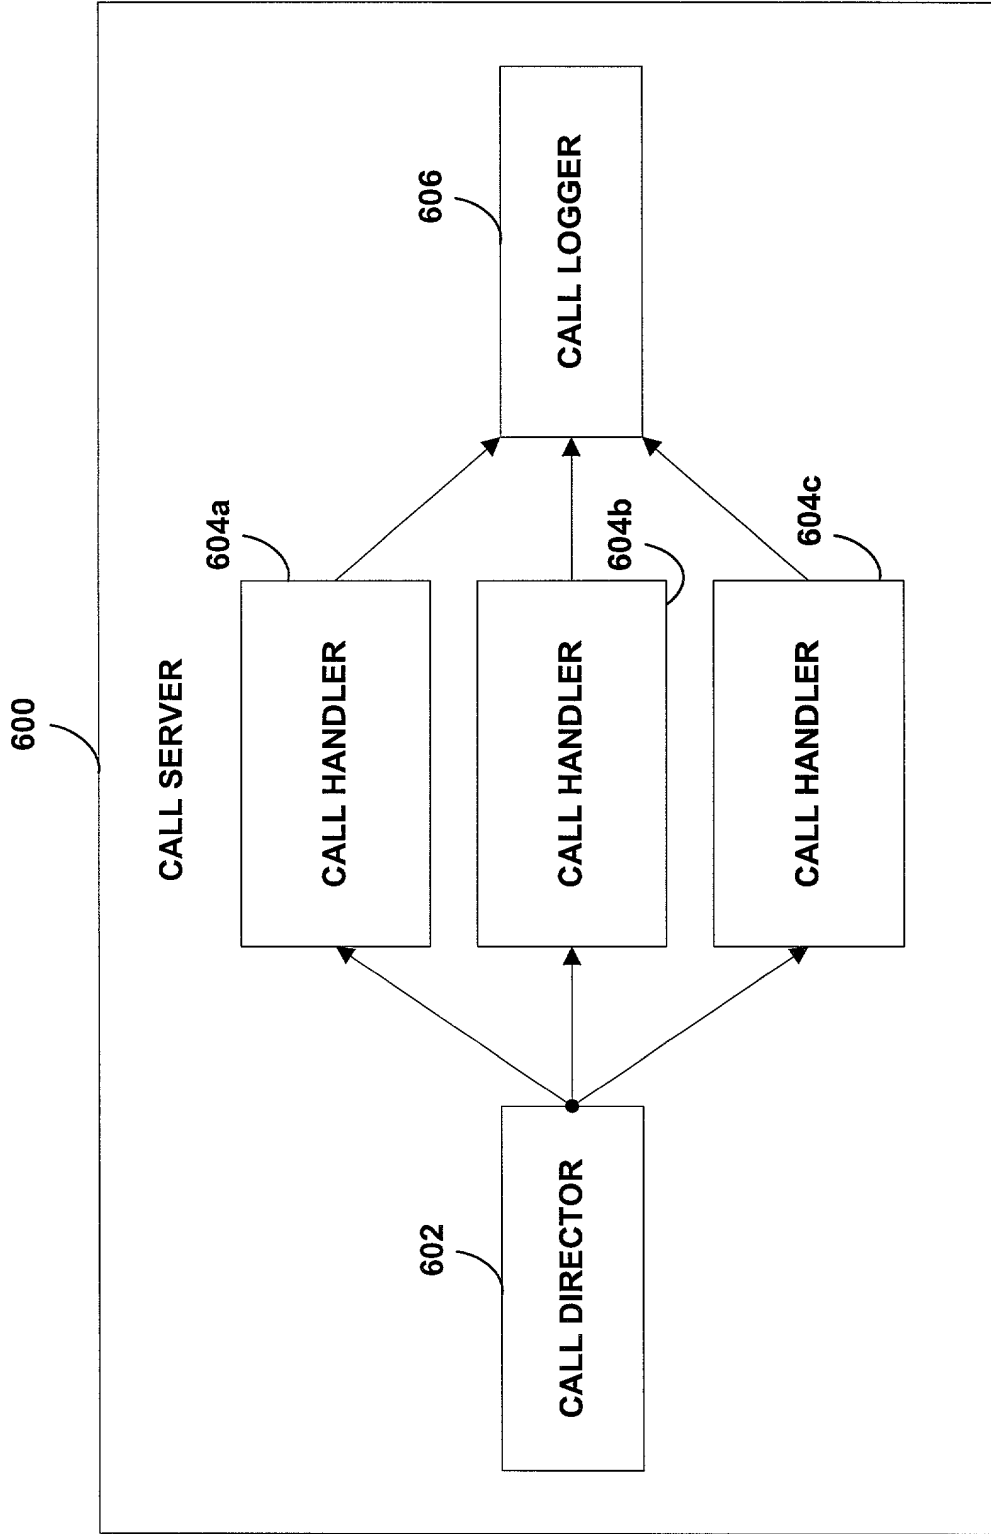 600
CALL SERVER
604a
CALL HANDLER
602
CALL DIRECTOR
606
CALL LOGGER
604b
CALL HANDLER
604c
CALL HANDLER